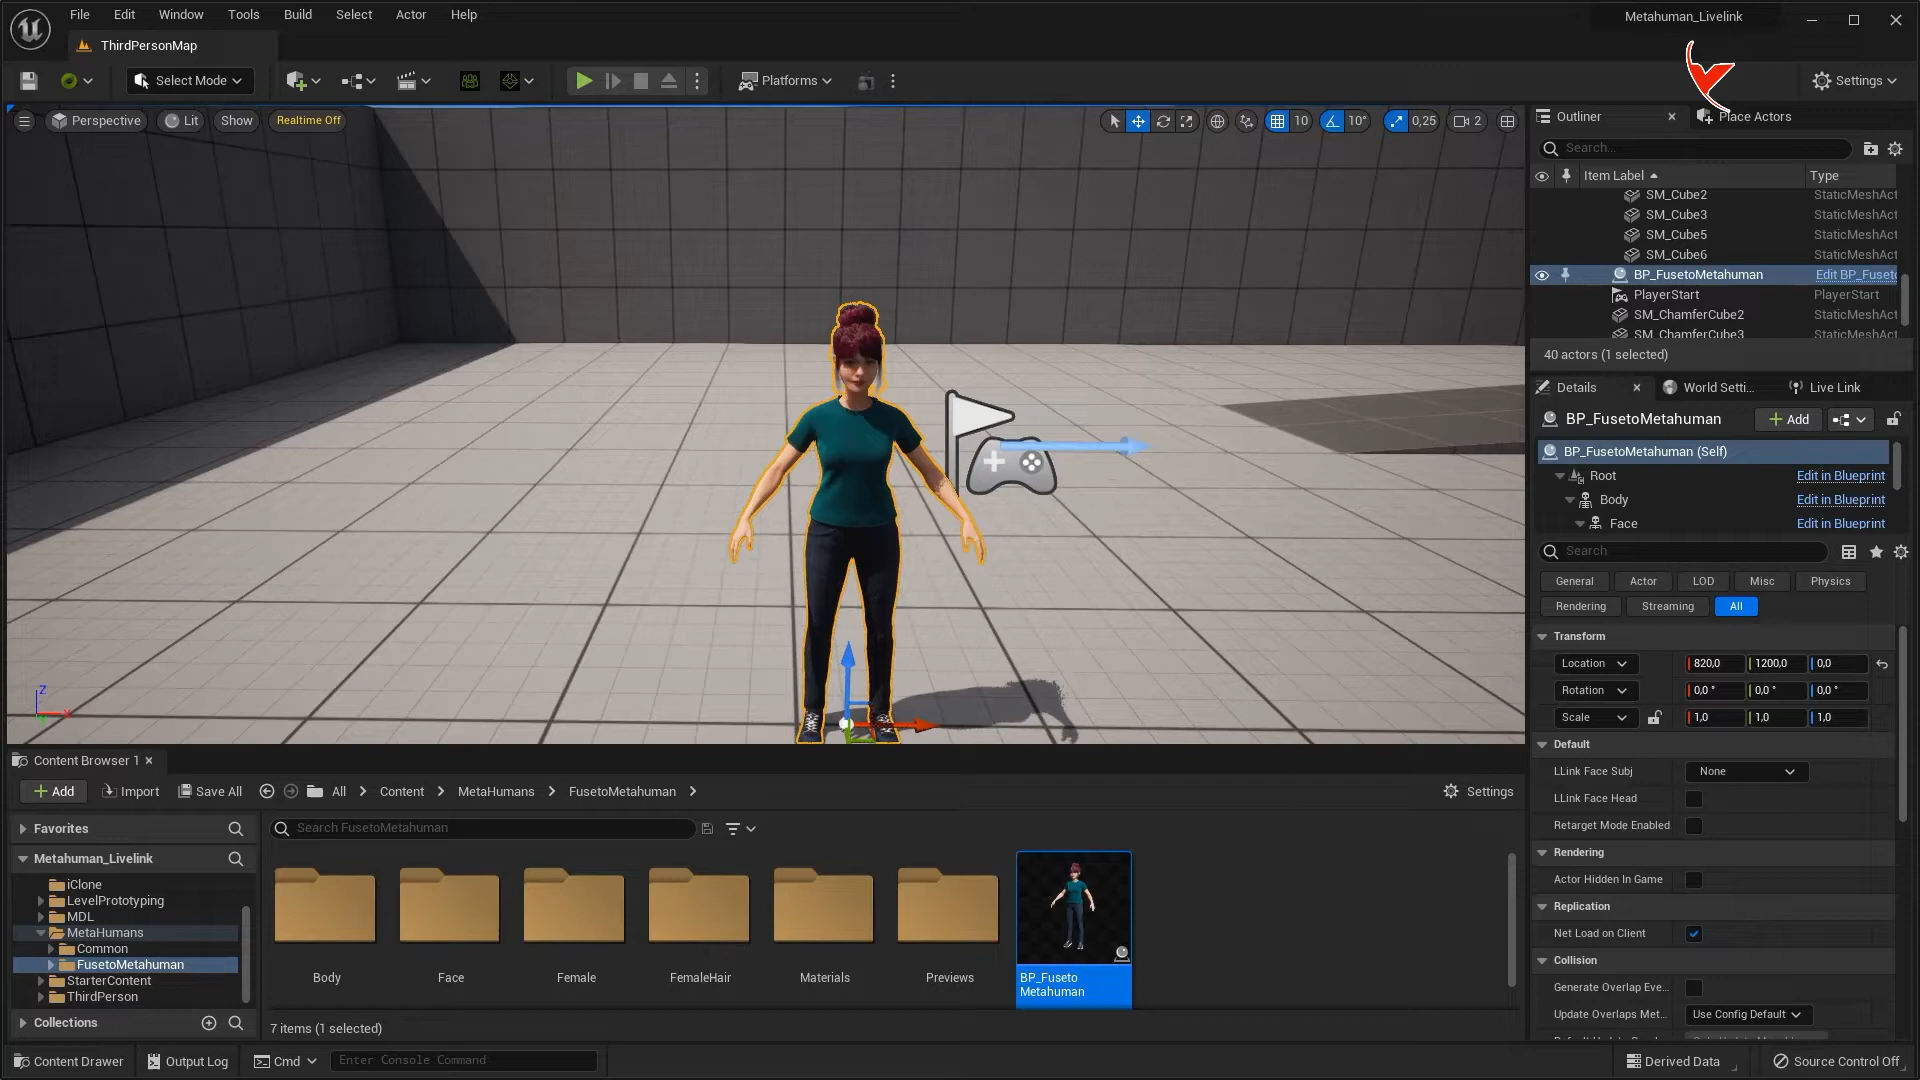 File Edit Window Tools Build Select Actor Help
Metahuman_Livelink
ThirdPersonMap
Select Mode
Platforms
Settings
Perspective Lit Show Realtime Off
10 10° 0,25 2
Outliner
Place Actors
Search...
Item Label Type
SM_Cube2 StaticMeshAct
SM_Cube3 StaticMeshAct
SM_Cube5 StaticMeshAct
SM_Cube6 StaticMeshAct
BP_FusetoMetahuman Edit BP_Fuset
PlayerStart PlayerStart
SM_ChamferCube2 StaticMeshAct
SM_ChamferCube3 StaticMeshAct
40 actors (1 selected)
Details World Setti... Live Link
BP_FusetoMetahuman Add
BP_FusetoMetahuman (Self)
Root Edit in Blueprint
Body Edit in Blueprint
Face Edit in Blueprint
Search
General Actor LOD Misc Physics
Rendering Streaming All
Transform
Location 820,0 1200,0 0,0
Rotation 0,0 ° 0,0 ° 0,0 °
Scale 1,0 1,0 1,0
Default
LLink Face Subj None
LLink Face Head
Retarget Mode Enabled
Rendering
Actor Hidden In Game
Replication
Net Load on Client
Collision
Generate Overlap Eve...
Update Overlaps Met... Use Config Default
Z
X
Content Browser 1
Add Import Save All All Content MetaHumans FusetoMetahuman Settings
Favorites
Search FusetoMetahuman
Metahuman_Livelink
iClone
LevelPrototyping
MDL
MetaHumans
Common
FusetoMetahuman
StarterContent
ThirdPerson
Collections
Body Face Female FemaleHair Materials Previews BP_Fuseto
Metahuman
7 items (1 selected)
Content Drawer Output Log Cmd Enter Console Command Derived Data Source Control Off